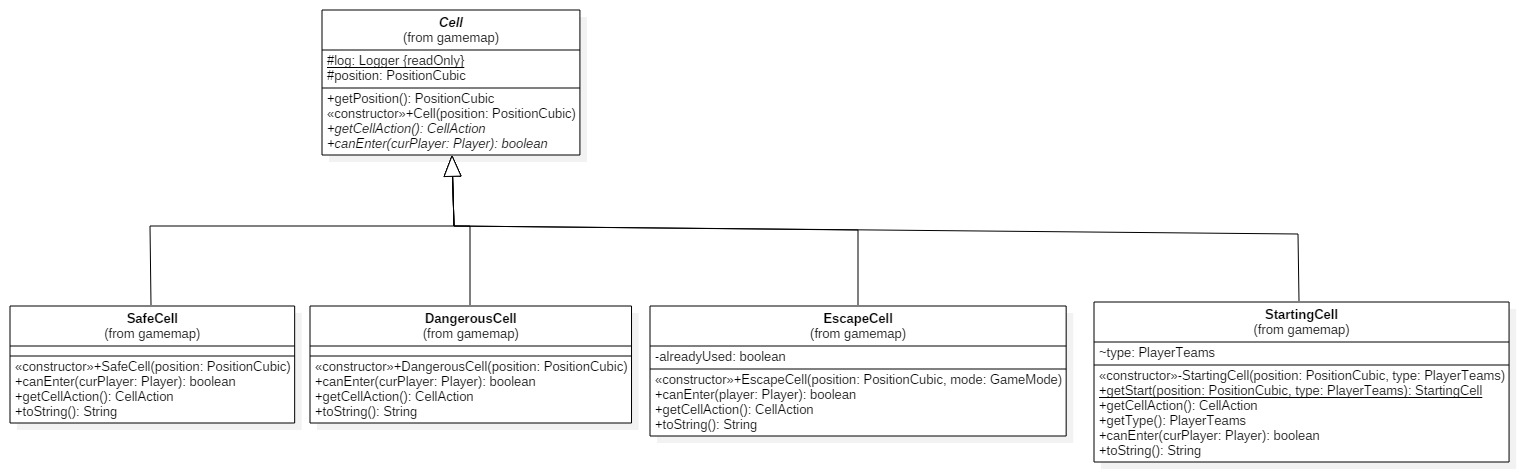 Cell
(from gamemap)
#log: Logger {readOnly}
#position: PositionCubic
+getPosition(): PositionCubic
«constructor»+Cell(position: PositionCubic)
+getCellAction(): CellAction
+canEnter(curPlayer: Player): boolean
SafeCell
(from gamemap)
«constructor»+SafeCell(position: PositionCubic)
+canEnter(curPlayer: Player): boolean
+getCellAction(): CellAction
+toString(): String
DangerousCell
(from gamemap)
«constructor»+DangerousCell(position: PositionCubic)
+canEnter(curPlayer: Player): boolean
+getCellAction(): CellAction
+toString(): String
EscapeCell
(from gamemap)
-alreadyUsed: boolean
«constructor»+EscapeCell(position: PositionCubic, mode: GameMode)
+canEnter(player: Player): boolean
+getCellAction(): CellAction
+toString(): String
StartingCell
(from gamemap)
~type: PlayerTeams
«constructor»-StartingCell(position: PositionCubic, type: PlayerTeams)
+getStart(position: PositionCubic, type: PlayerTeams): StartingCell
+getCellAction(): CellAction
+getType(): PlayerTeams
+canEnter(curPlayer: Player): boolean
+toString(): String